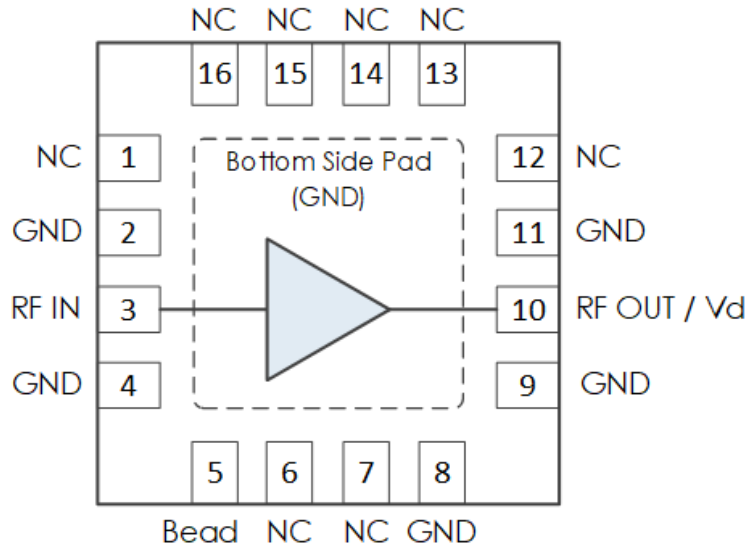 NC NC NC NC
16 15 14 13
NC 1 12 NC
Bottom Side Pad
(GND)
GND 2 11 GND
RF IN 3 10 RF OUT / Vd
GND 4 9 GND
5 6 7 8
Bead NC NC GND